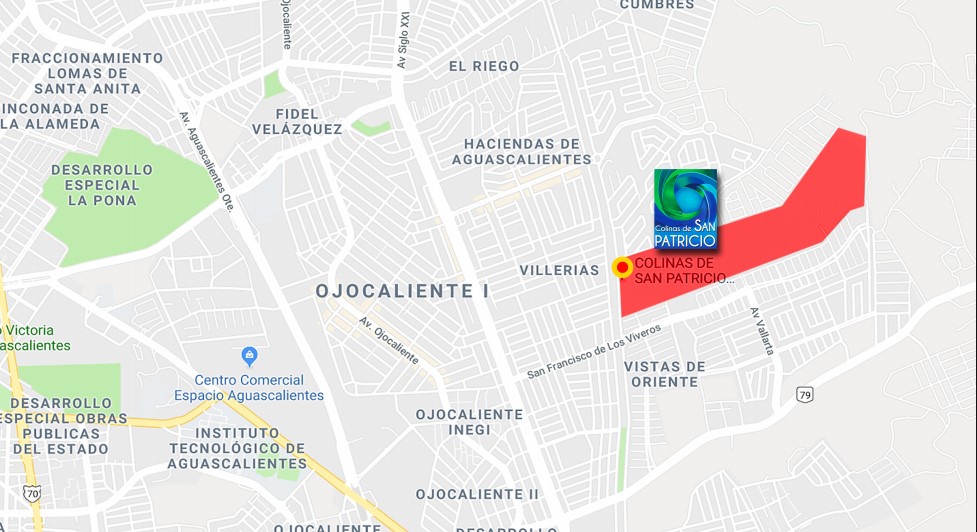 CUMBRES
Ojocaliente
Av Siglo XXI
FRACCIONAMIENTO
LOMAS DE
SANTA ANITA
EL RIEGO
INCONADA DE
LA ALAMEDA
FIDEL
VELÁZQUEZ
Av. Aguascalientes Ote.
HACIENDAS DE
AGUASCALIENTES
DESARROLLO
ESPECIAL
LA PONA
Colinas de SAN
PATRICIO
VILLERIAS
COLINAS DE
SAN PATRICIO...
OJOCALIENTE I
Av. Ojocaliente
Av Vallarta
San Francisco de Los Viveros
o Victoria
ascalientes
Centro Comercial
Espacio Aguascalientes
VISTAS DE
ORIENTE
79
DESARROLLO
ESPECIAL OBRAS
PUBLICAS
DEL ESTADO
OJOCALIENTE
INEGI
INSTITUTO
TECNOLÓGICO DE
AGUASCALIENTES
70
OJOCALIENTE II
OJOCALIENTE
DESARROLLO